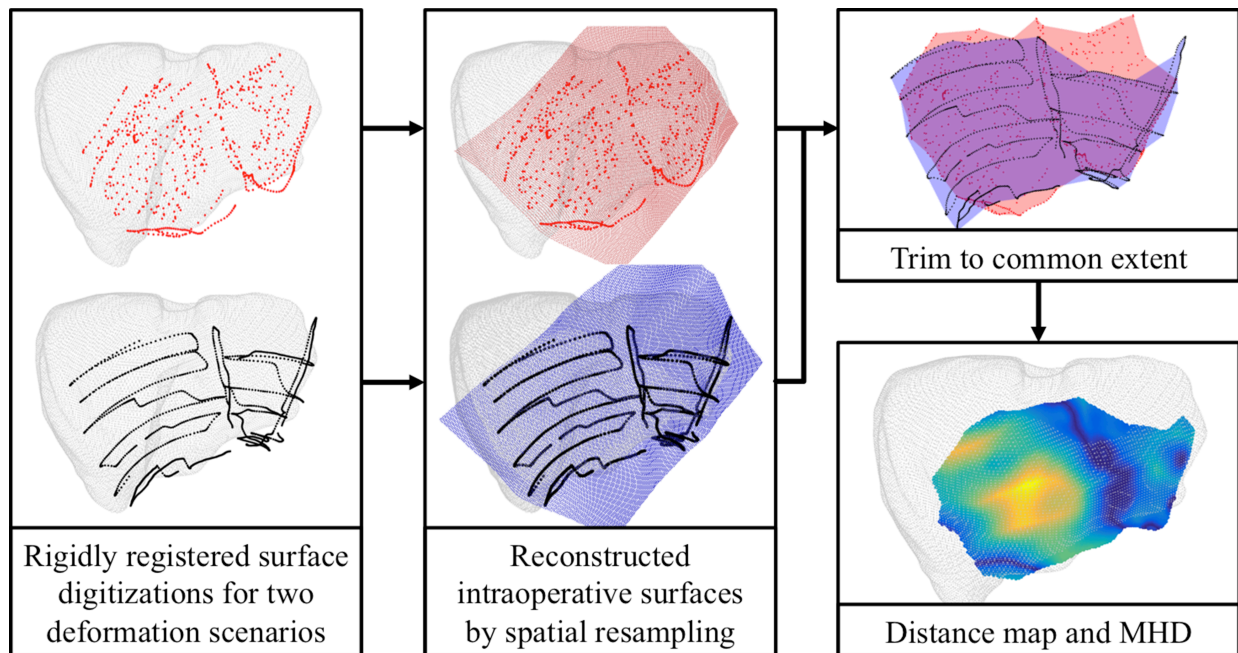 Rigidly registered surface
digitizations for two
deformation scenarios
Reconstructed
intraoperative surfaces
by spatial resampling
Trim to common extent
Distance map and MHD